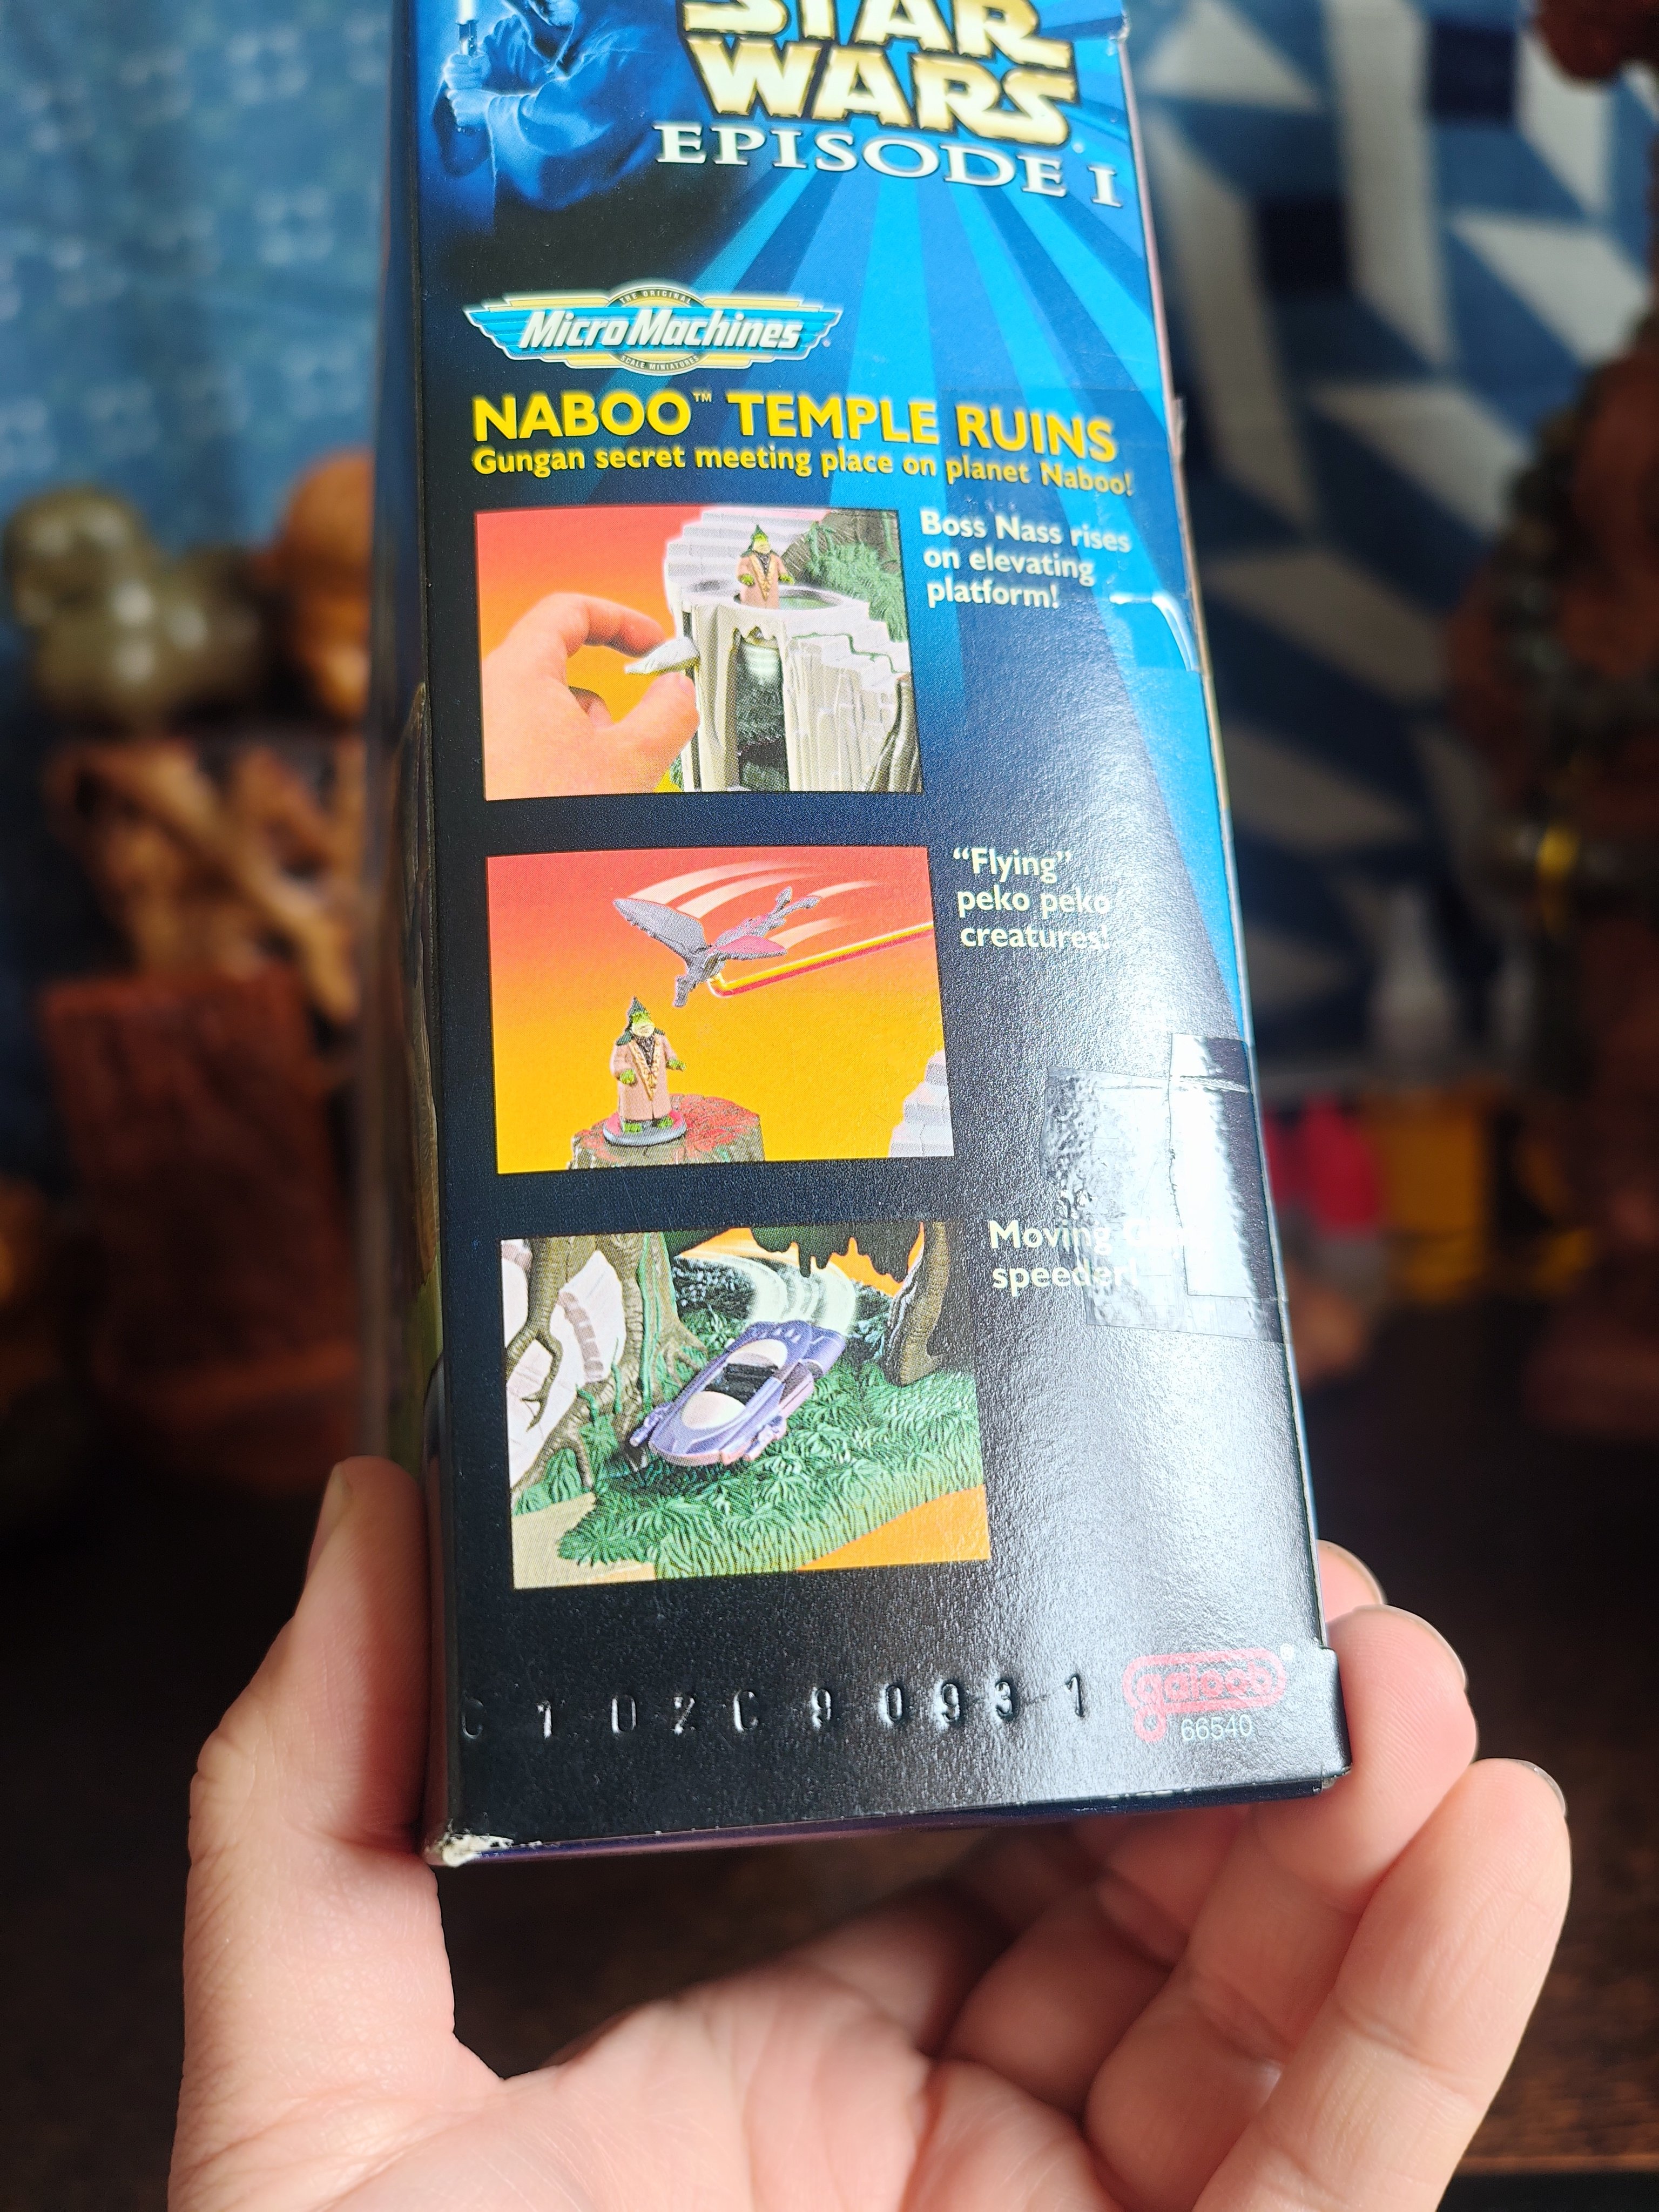 STAR
WARS
EPISODE I
THE ORIGINAL
Micro Machines
SCALE MINIATURES
NABOO™ TEMPLE RUINS
Gungan secret meeting place on planet Naboo!
Boss Nass rises
on elevating
platform!
“Flying”
peko peko
creatures!
Moving
speeder!
C 1 0 2 C 9 0 9 3 1
galoob®
66540